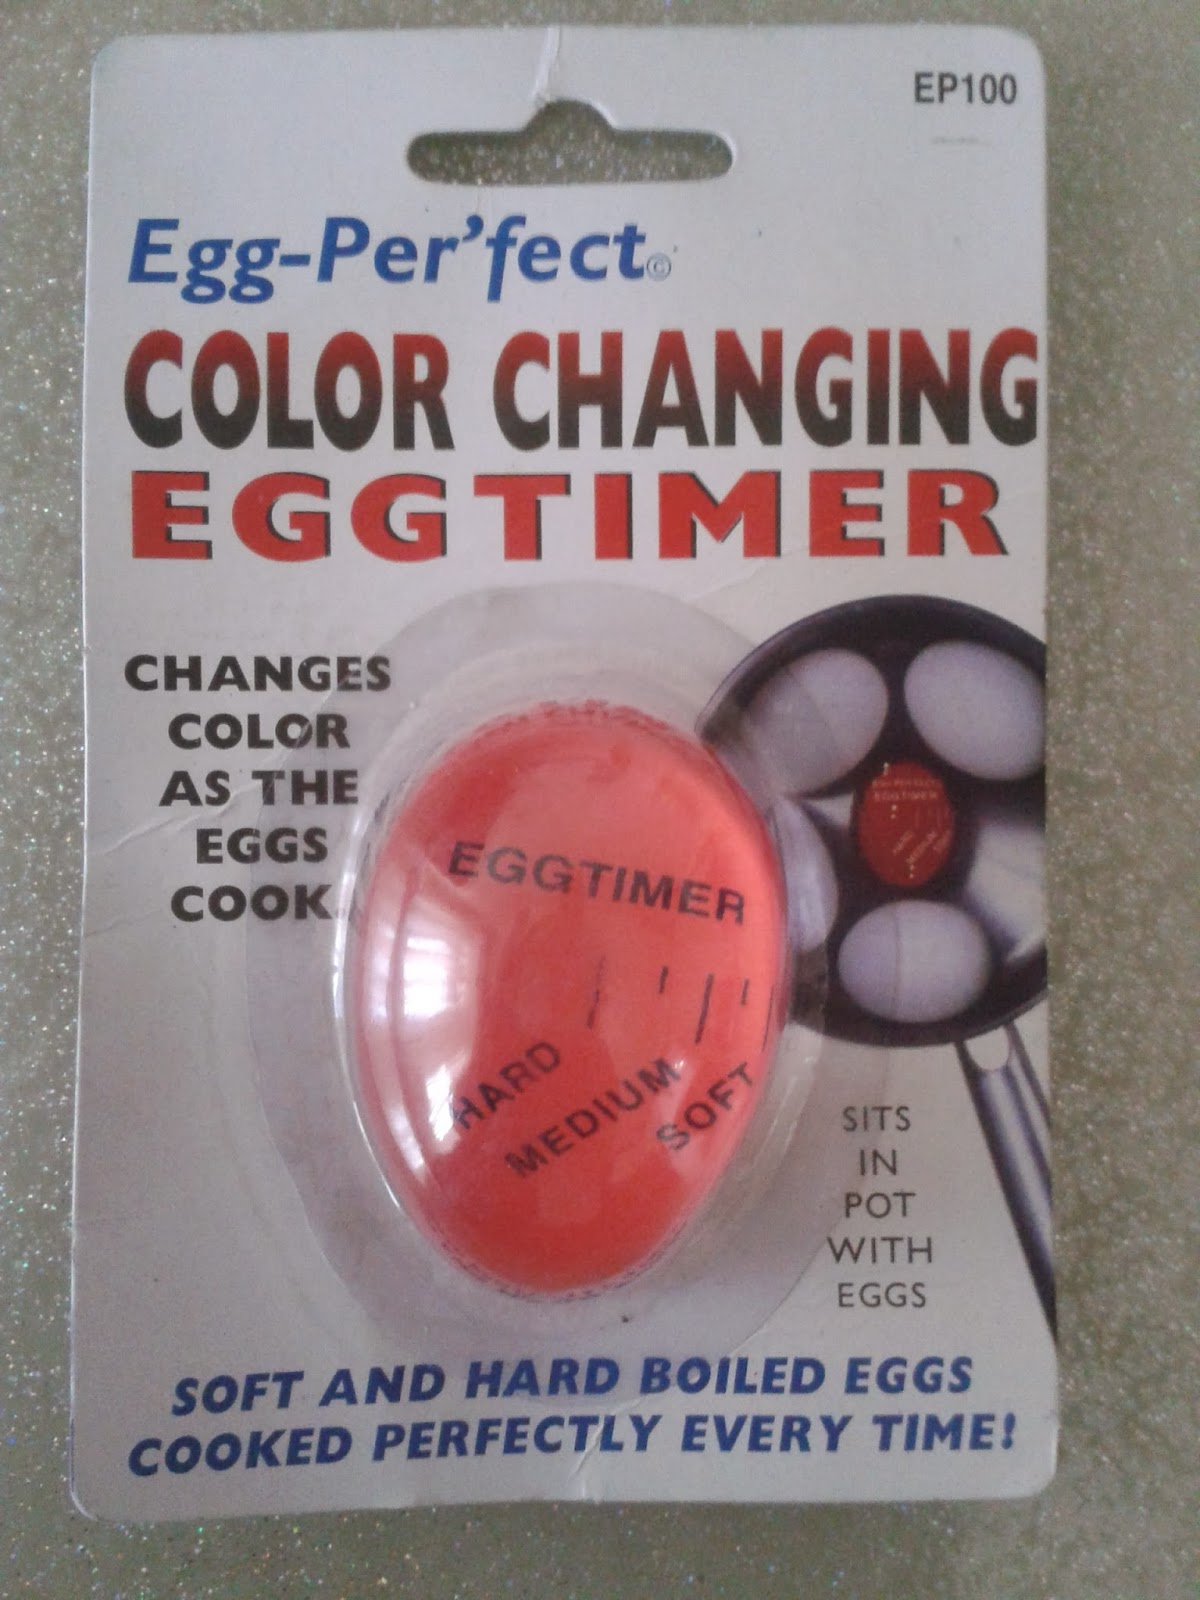 EP100
Egg-Per'fect©
COLOR CHANGING
EGGTIMER
CHANGES
COLOR
AS THE
EGGS
COOK.
EGGTIMER
HARD
MEDIUM
SOFT
EGGTIMER
SITS
IN
POT
WITH
EGGS
SOFT AND HARD BOILED EGGS
COOKED PERFECTLY EVERY TIME!